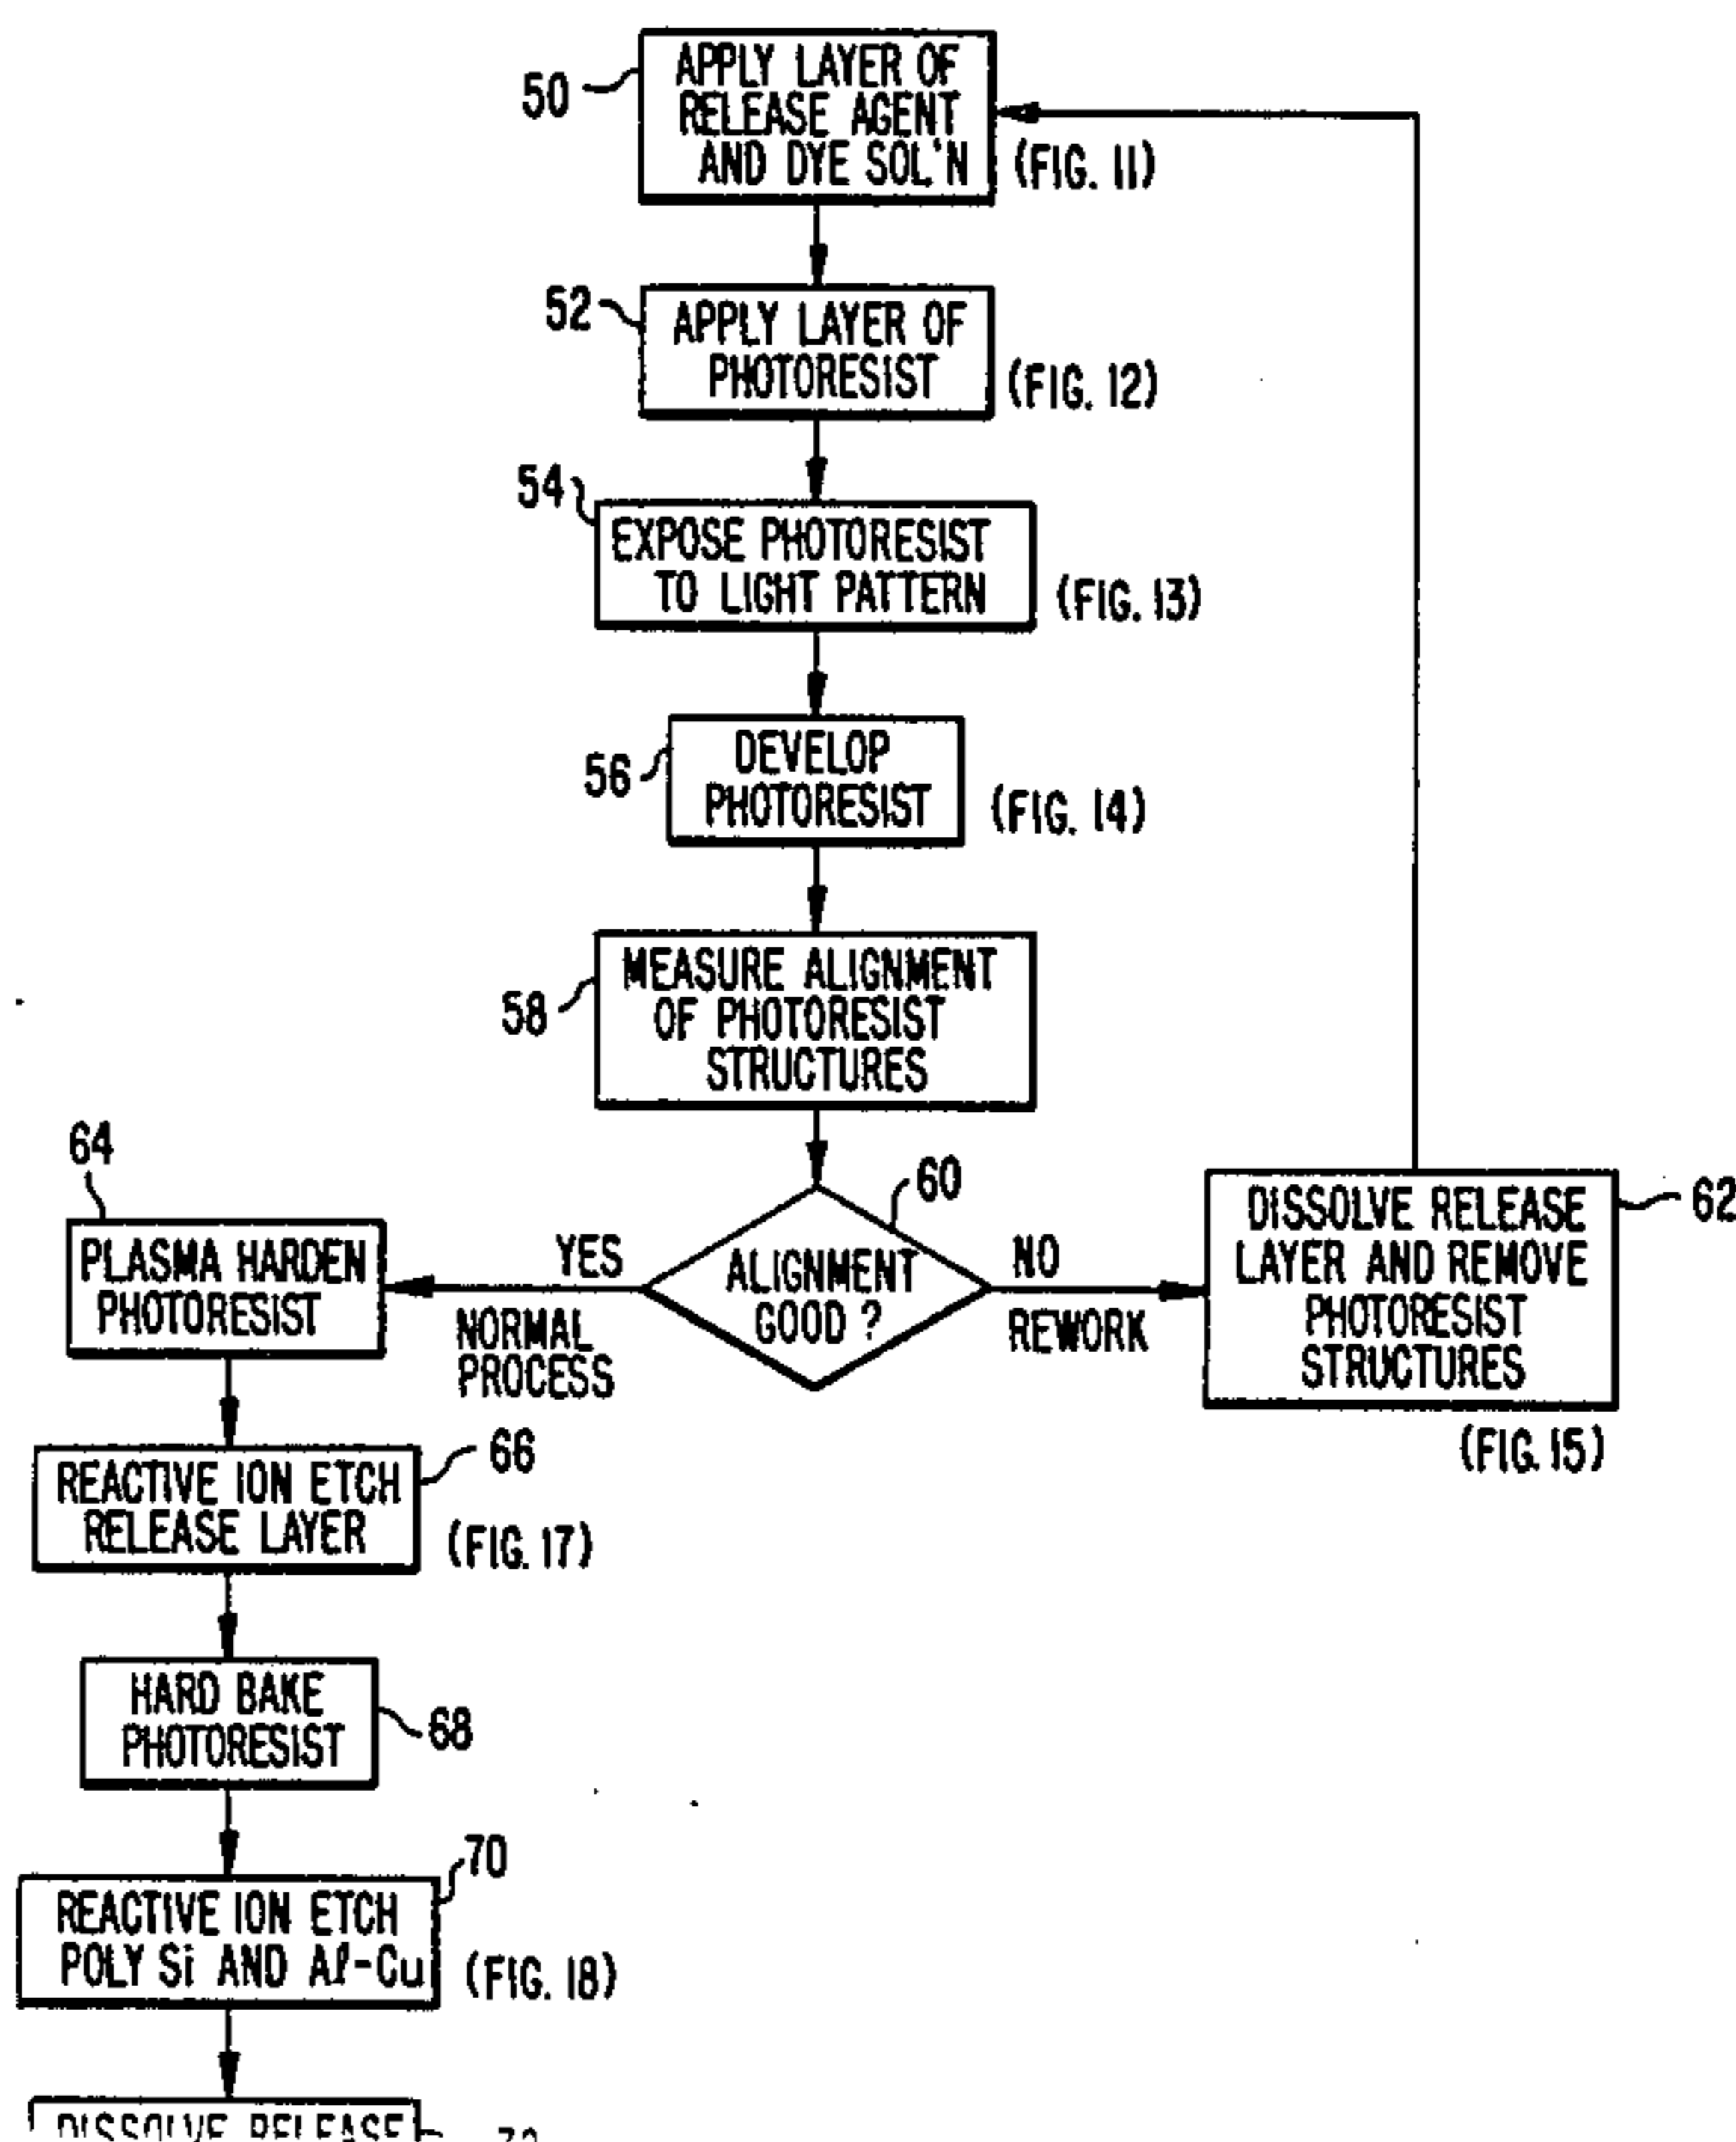 50
APPLY LAYER OF
RELEASE AGENT
AND DYE SOL'N
(FIG. 11)
52
APPLY LAYER OF
PHOTORESIST
(FIG. 12)
54
EXPOSE PHOTORESIST
TO LIGHT PATTERN
(FIG. 13)
56
DEVELOP
PHOTORESIST
(FIG. 14)
58
MEASURE ALIGNMENT
OF PHOTORESIST
STRUCTURES
60
ALIGNMENT
GOOD ?
YES
NORMAL
PROCESS
NO
REWORK
62
DISSOLVE RELEASE
LAYER AND REMOVE
PHOTORESIST
STRUCTURES
(FIG. 15)
64
PLASMA HARDEN
PHOTORESIST
66
REACTIVE ION ETCH
RELEASE LAYER
(FIG. 17)
HARD BAKE
PHOTORESIST
68
70
REACTIVE ION ETCH
POLY Si AND Al-Cu
(FIG. 18)
DISSOLVE RELEASE